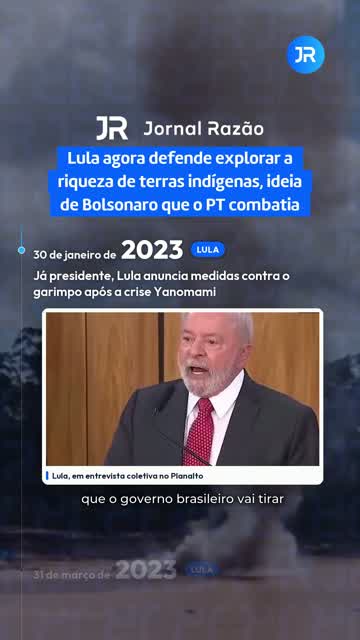 JR
JR Jornal Razão
Lula agora defende explorar a
riqueza de terras indígenas, ideia
de Bolsonaro que o PT combatia
30 de janeiro de 2023 LULA
Já presidente, Lula anuncia medidas contra o
garimpo após a crise Yanomami
Lula, em entrevista coletiva no Planalto
que o governo brasileiro vai tirar
31 de março de 2023 LULA